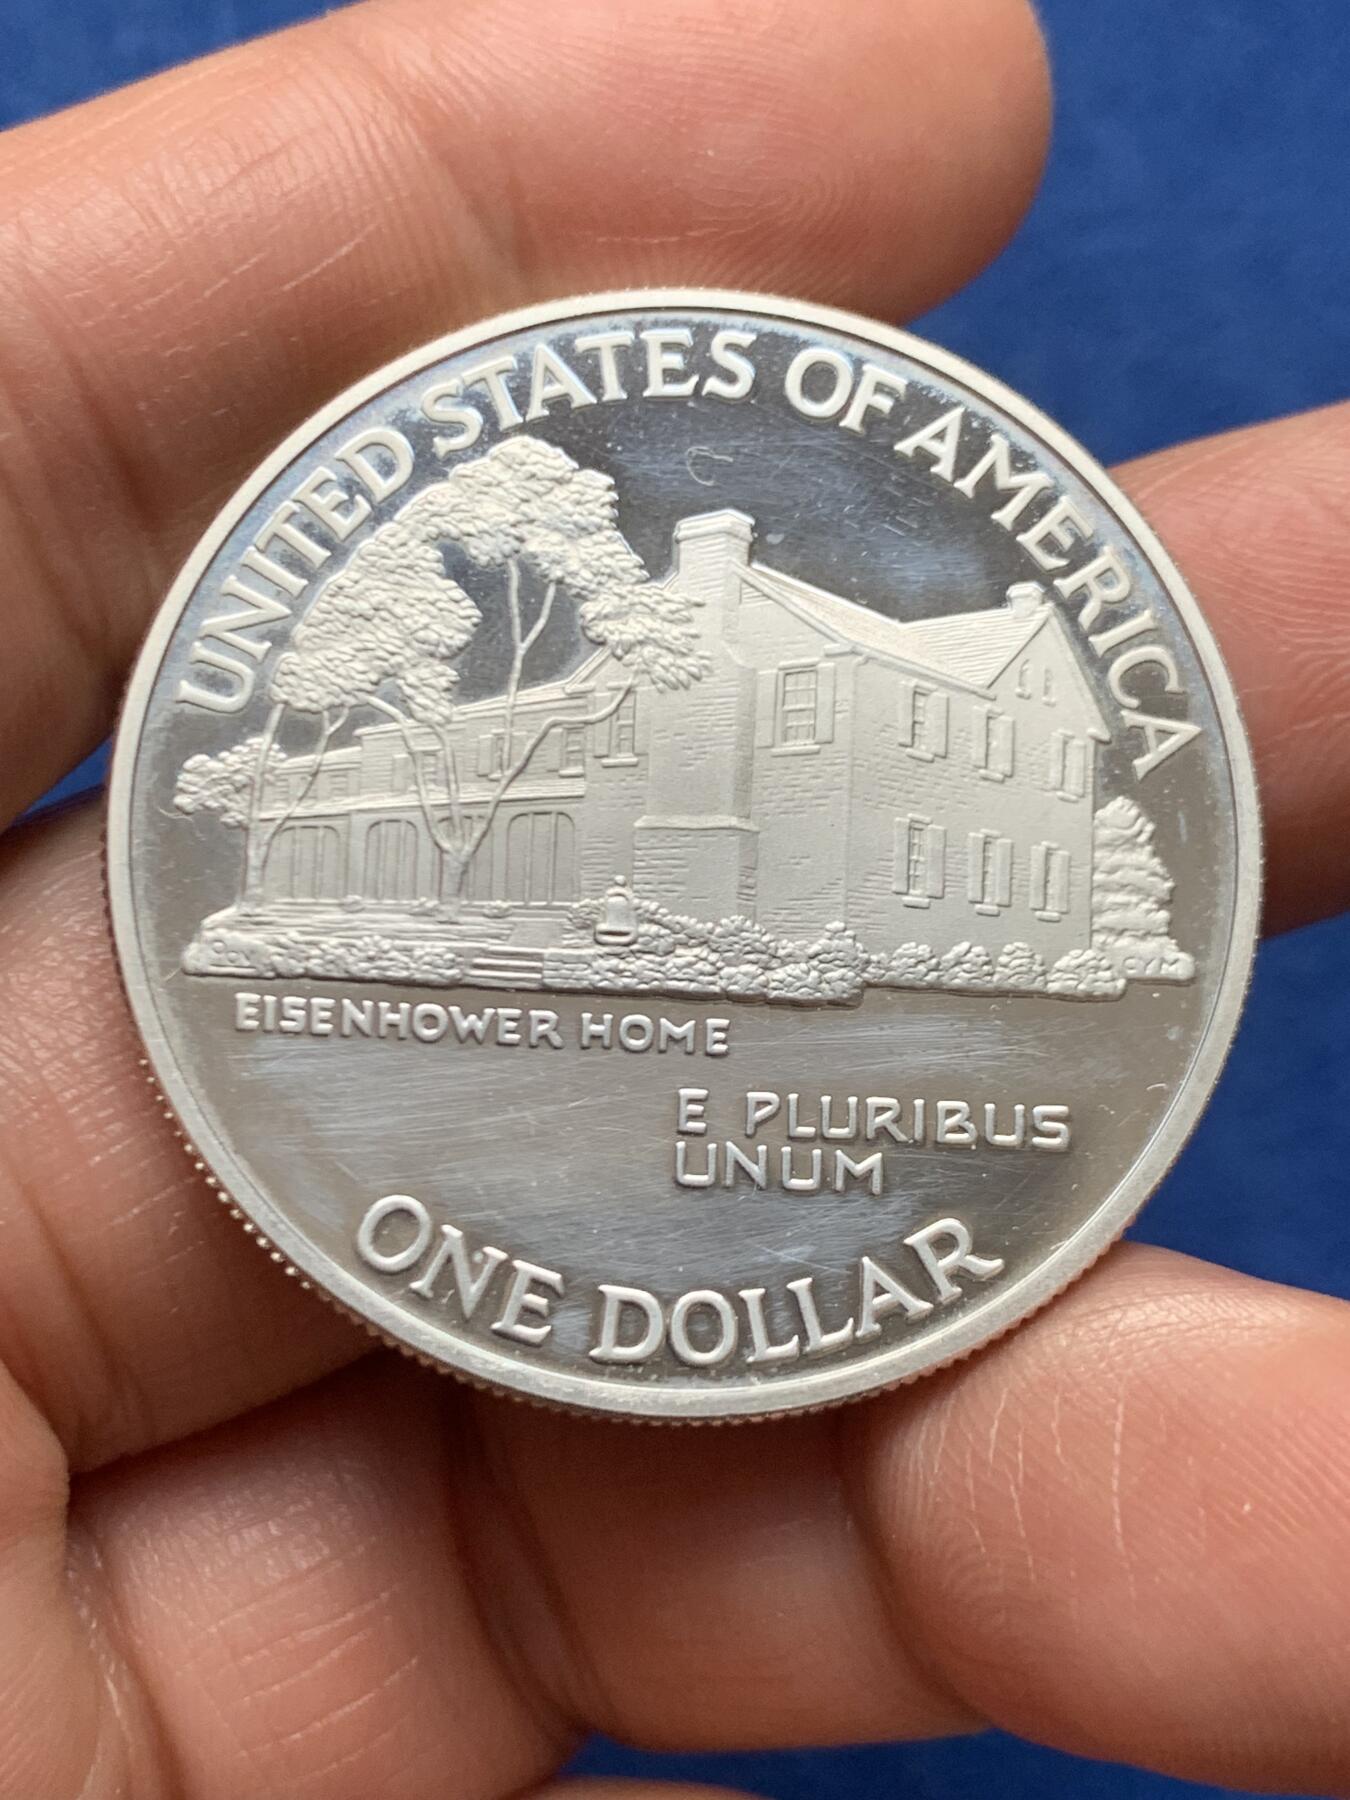 UNITED STATES OF AMERICA
EISENHOWER HOME
E PLURIBUS
UNUM
ONE DOLLAR